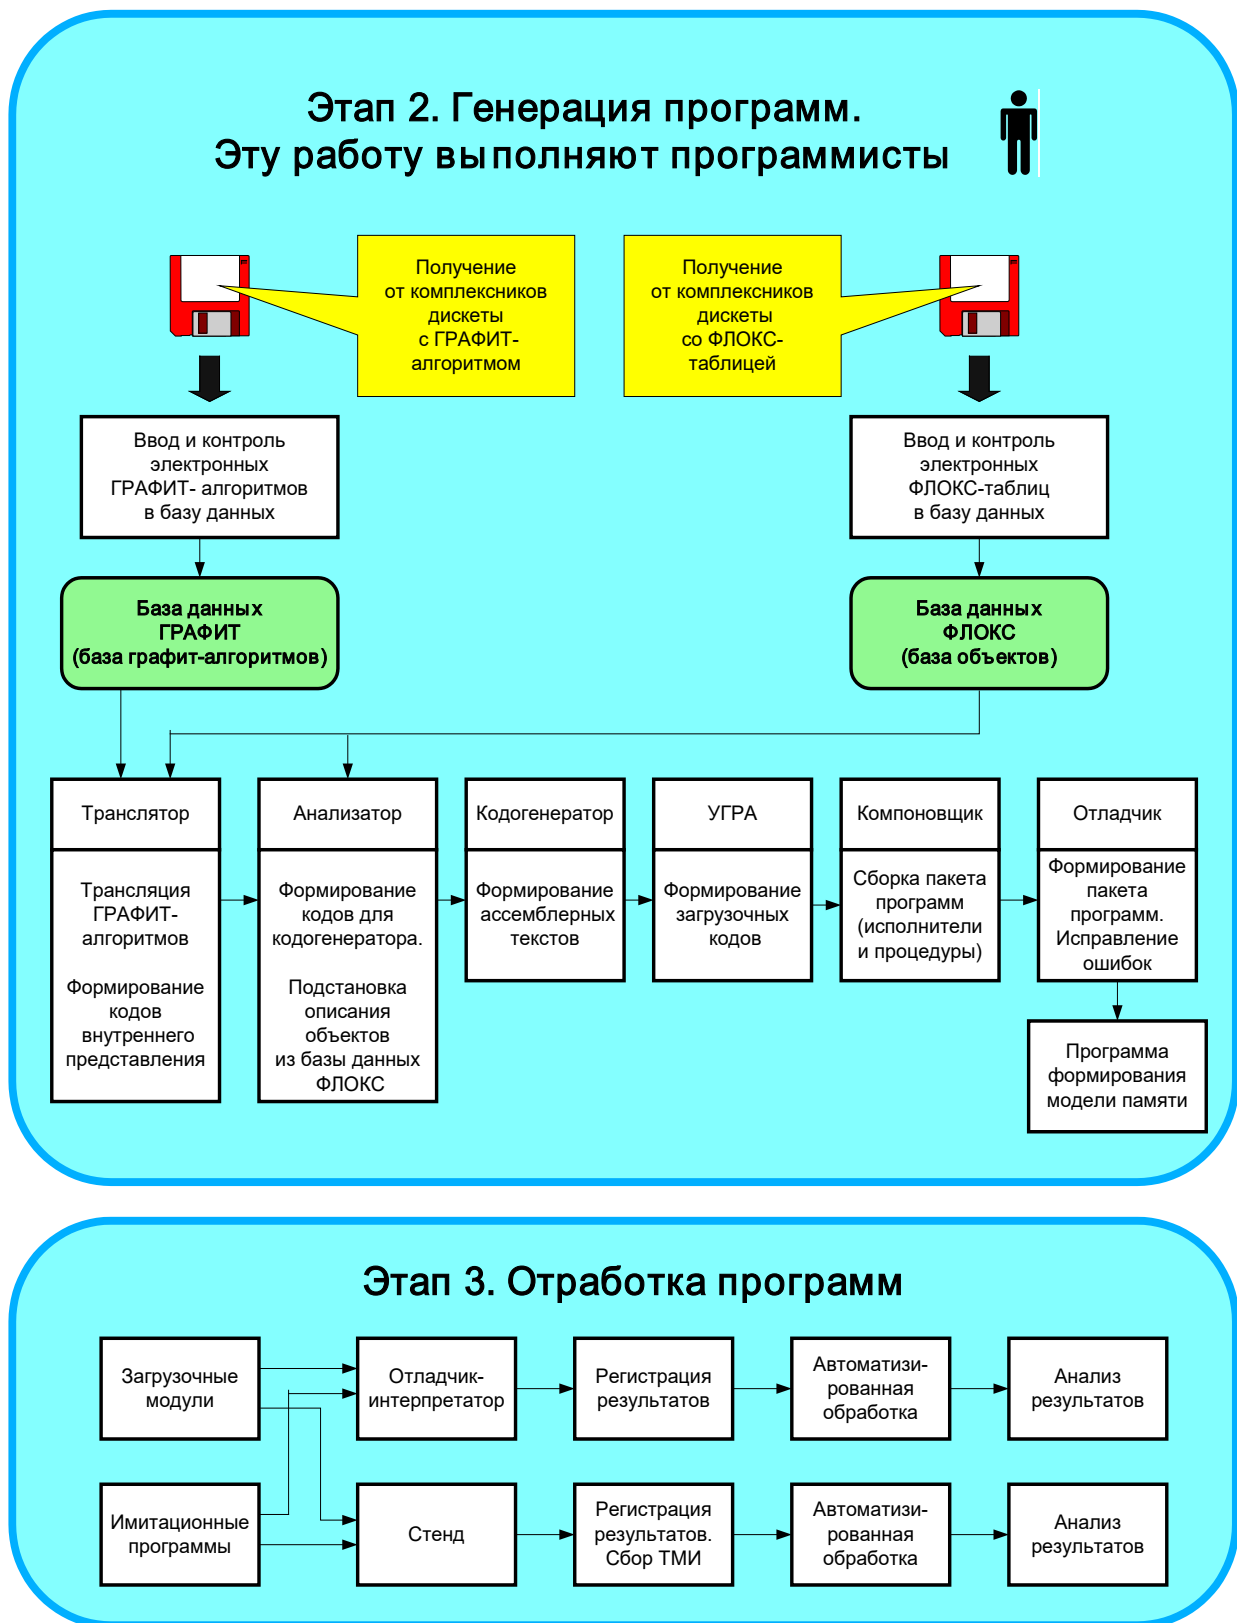 Этап 2. Генерация программ.
Эту работу выполняют программисты
Получение
от комплексников
дискеты
с ГРАФИТ-
алгоритмом
Получение
от комплексников
дискеты
со ФЛОКС-
таблицей
Ввод и контроль
электронных
ГРАФИТ- алгоритмов
в базу данных
Ввод и контроль
электронных
ФЛОКС-таблиц
в базу данных
База данных
ГРАФИТ
(база графит-алгоритмов)
База данных
ФЛОКС
(база объектов)
Транслятор
Трансляция
ГРАФИТ-
алгоритмов
Формирование
кодов
внутреннего
представления
Анализатор
Формирование
кодов для
кодогенератора.
Подстановка
описания
объектов
из базы данных
ФЛОКС
Кодогенератор
Формирование
ассемблерных
текстов
УГРА
Формирование
загрузочных
кодов
Компоновщик
Сборка пакета
программ
(исполнители
и процедуры)
Отладчик
Формирование
пакета
программ.
Исправление
ошибок
Программа
формирования
модели памяти
Этап 3. Отработка программ
Загрузочные
модули
Отладчик-
интерпретатор
Регистрация
результатов
Автоматизи-
рованная
обработка
Анализ
результатов
Имитационные
программы
Стенд
Регистрация
результатов.
Сбор ТМИ
Автоматизи-
рованная
обработка
Анализ
результатов